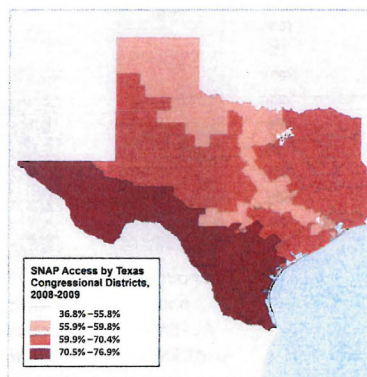 SNAP Access by Texas
Congressional Districts,
2008-2009
36.8%–55.8%
55.9%–59.8%
59.9%–70.4%
70.5%–76.9%